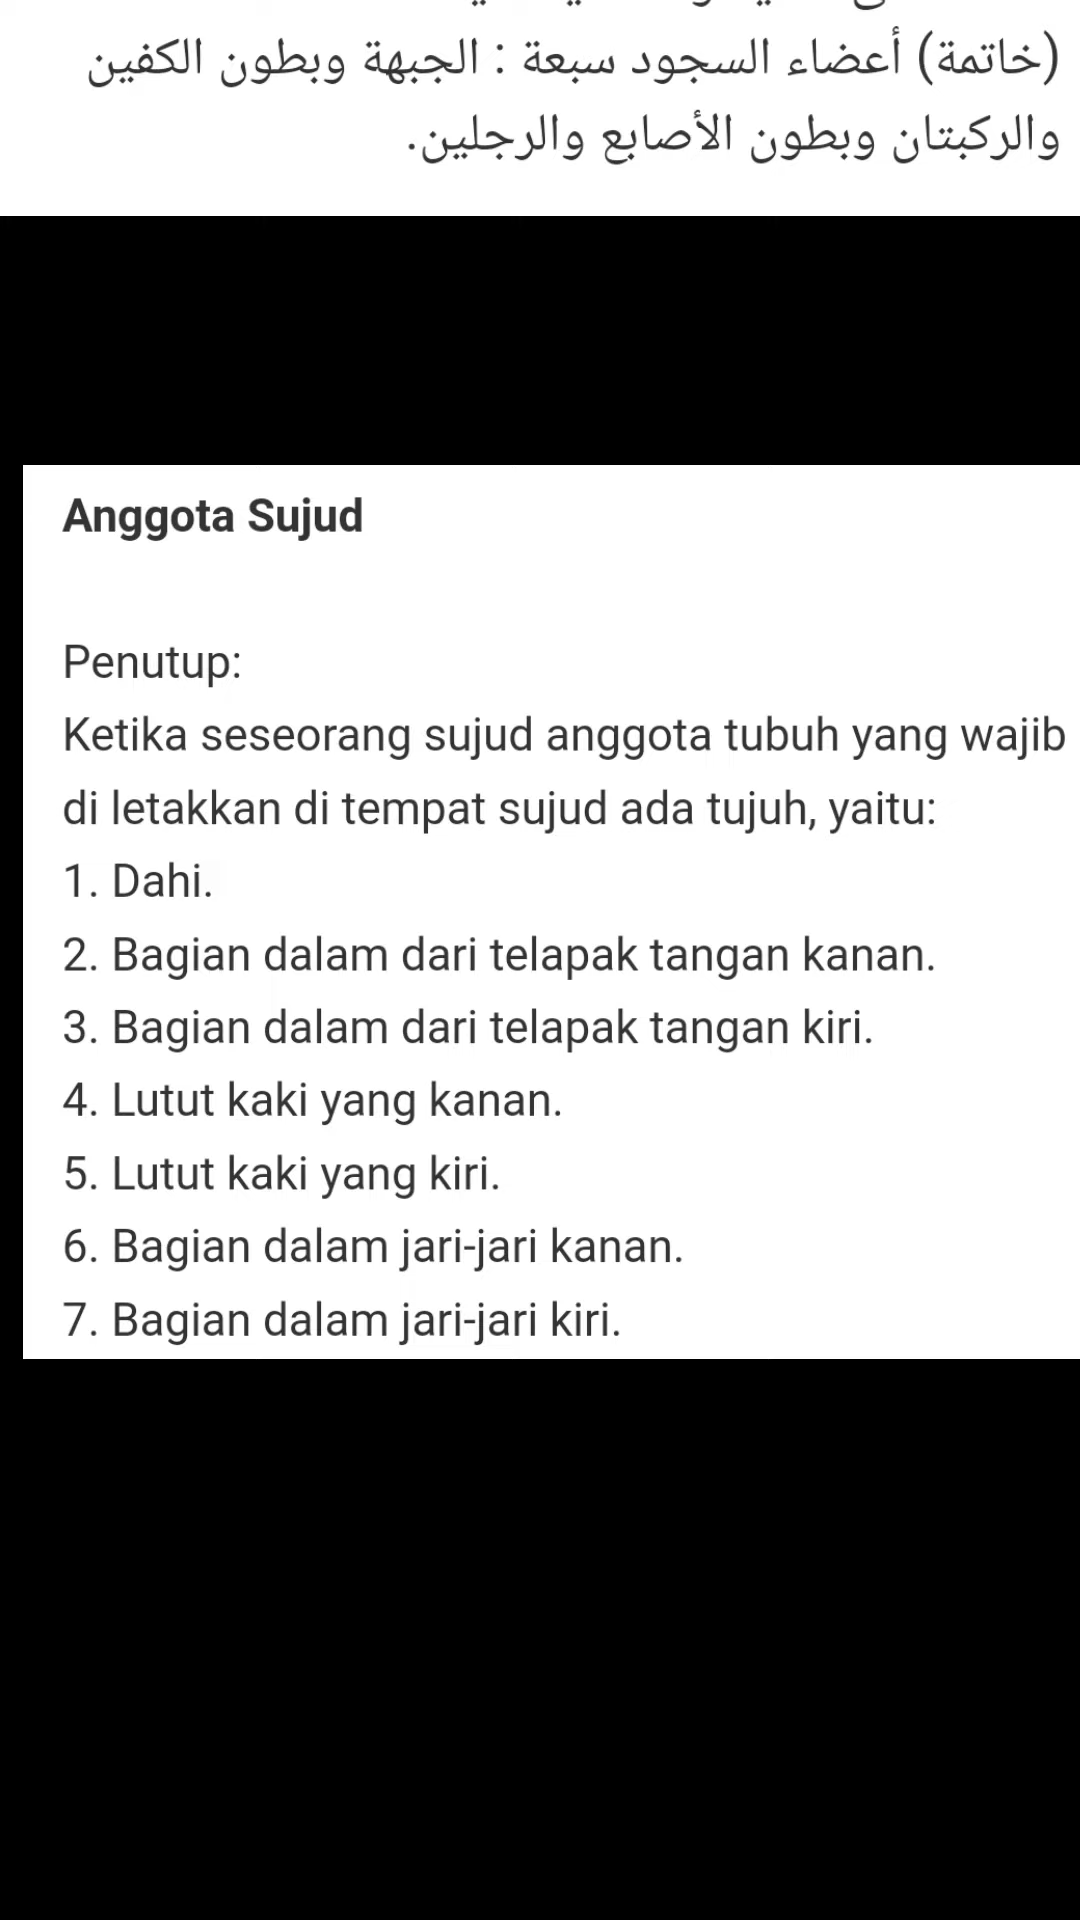 (خاتمة) أعضاء السجود سبعة : الجبهة وبطون الكفين
والركبتان وبطون الأصابع والرجلين.
Anggota Sujud
Penutup:
Ketika seseorang sujud anggota tubuh yang wajib
di letakkan di tempat sujud ada tujuh, yaitu:
1. Dahi.
2. Bagian dalam dari telapak tangan kanan.
3. Bagian dalam dari telapak tangan kiri.
4. Lutut kaki yang kanan.
5. Lutut kaki yang kiri.
6. Bagian dalam jari-jari kanan.
7. Bagian dalam jari-jari kiri.